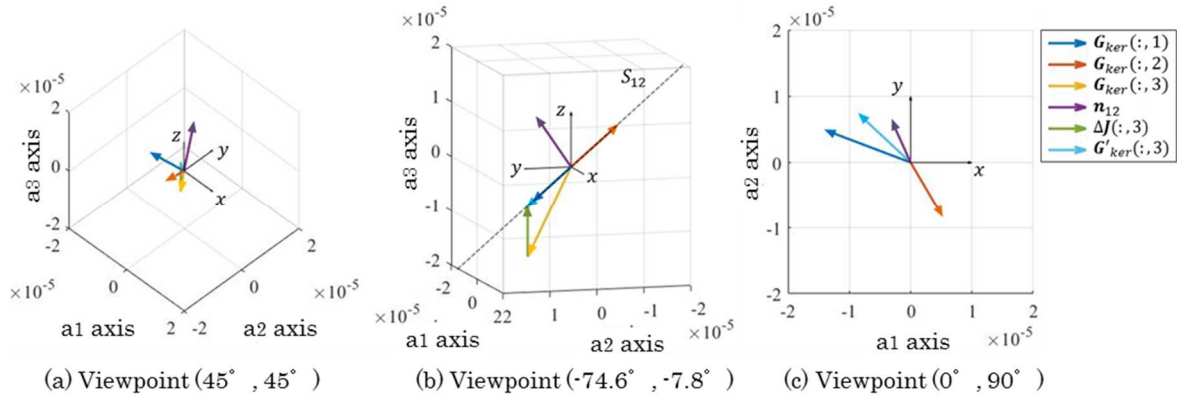 ×10⁻⁵
2
0
-2
a3 axis
z
y
x
-2
0
2
×10⁻⁵
a1 axis
2
0
-2
×10⁻⁵
a2 axis
(a) Viewpoint (45° , 45° )
×10⁻⁵
2
1
0
-1
-2
a3 axis
S₁₂
z
y
x
-2
0
22
×10⁻⁵
a1 axis
1
0
-1
-2
×10⁻⁵
a2 axis
(b) Viewpoint (-74.6° , -7.8° )
×10⁻⁵
2
1
0
-1
-2
a2 axis
y
x
-2
-1
0
1
2
a1 axis
×10⁻⁵
(c) Viewpoint (0° , 90° )
G_ker(:, 1)
G_ker(:, 2)
G_ker(:, 3)
n₁₂
ΔJ(:, 3)
G'_ker(:, 3)